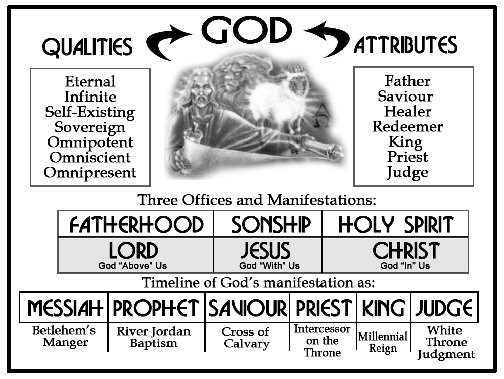 GOD
QUALITIES
ATTRIBUTES
Eternal
Infinite
Self-Existing
Sovereign
Omnipotent
Omniscient
Omnipresent
Father
Saviour
Healer
Redeemer
King
Priest
Judge
Three Offices and Manifestations:
FATHERHOOD SONSHIP HOLY SPIRIT
LORD JESUS CHRIST
God "Above" Us God "With" Us God "In" Us
Timeline of God's manifestation as:
MESSIAH PROPHET SAVIOUR PRIEST KING JUDGE
Betlehem's
Manger
River Jordan
Baptism
Cross of
Calvary
Intercessor
on the
Throne
Millennial
Reign
White
Throne
Judgment